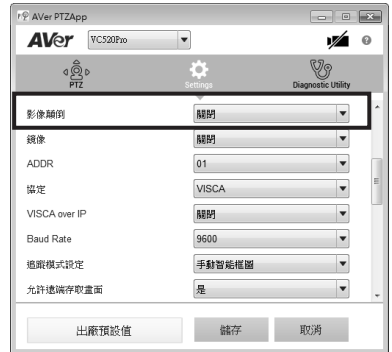 AVer PTZApp
AVer VC520Pro
PTZ Settings Diagnostic Utility
影像顛倒 關閉
鏡像 關閉
ADDR 01
協定 VISCA
VISCA over IP 關閉
Baud Rate 9600
追蹤模式設定 手動智能框圖
允許遠端存取畫面 是
出廠預設值 儲存 取消